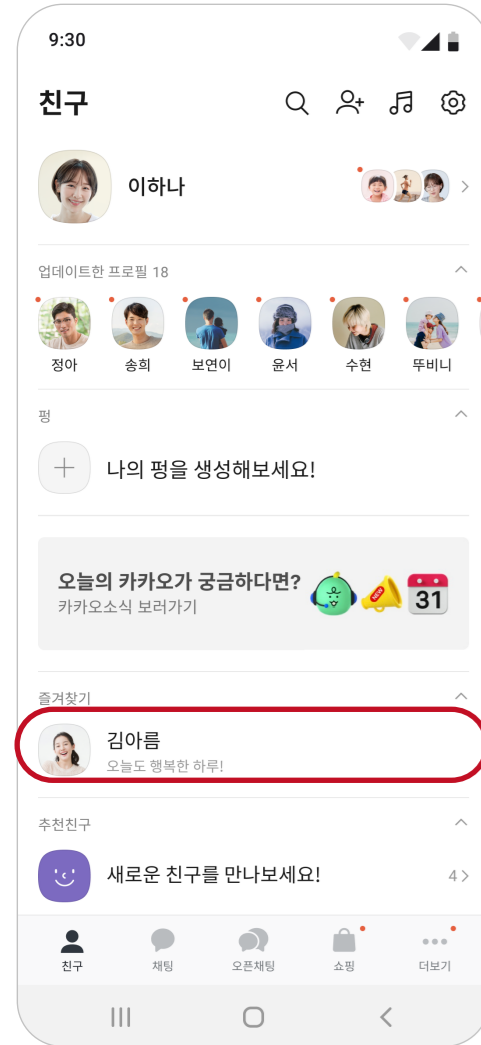 9:30
친구
이하나
업데이트한 프로필 18
정아 송희 보연이 윤서 수현 뚜비니
펑
나의 펑을 생성해보세요!
오늘의 카카오가 궁금하다면?
카카오소식 보러가기
NEW
31
즐겨찾기
김아름
오늘도 행복한 하루!
추천친구
새로운 친구를 만나보세요!
4
친구 채팅 오픈채팅 쇼핑 더보기